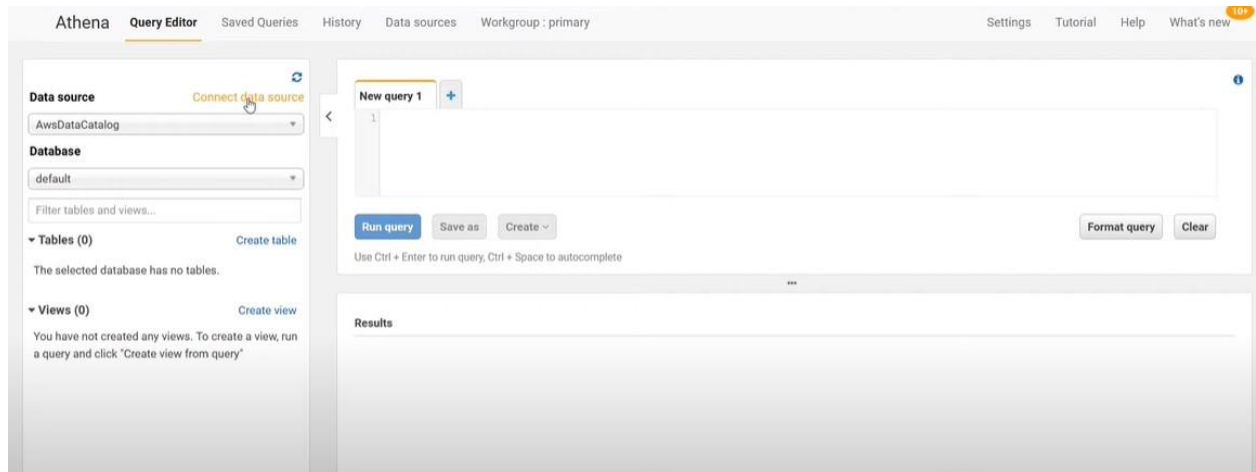 Athena Query Editor Saved Queries History Data sources Workgroup : primary Settings Tutorial Help What's new 10+
Data source Connect data source
AwsDataCatalog
Database
default
Filter tables and views...
Tables (0) Create table
The selected database has no tables.
Views (0) Create view
You have not created any views. To create a view, run
a query and click "Create view from query"
New query 1 +
1
Run query Save as Create Format query Clear
Use Ctrl + Enter to run query, Ctrl + Space to autocomplete
Results